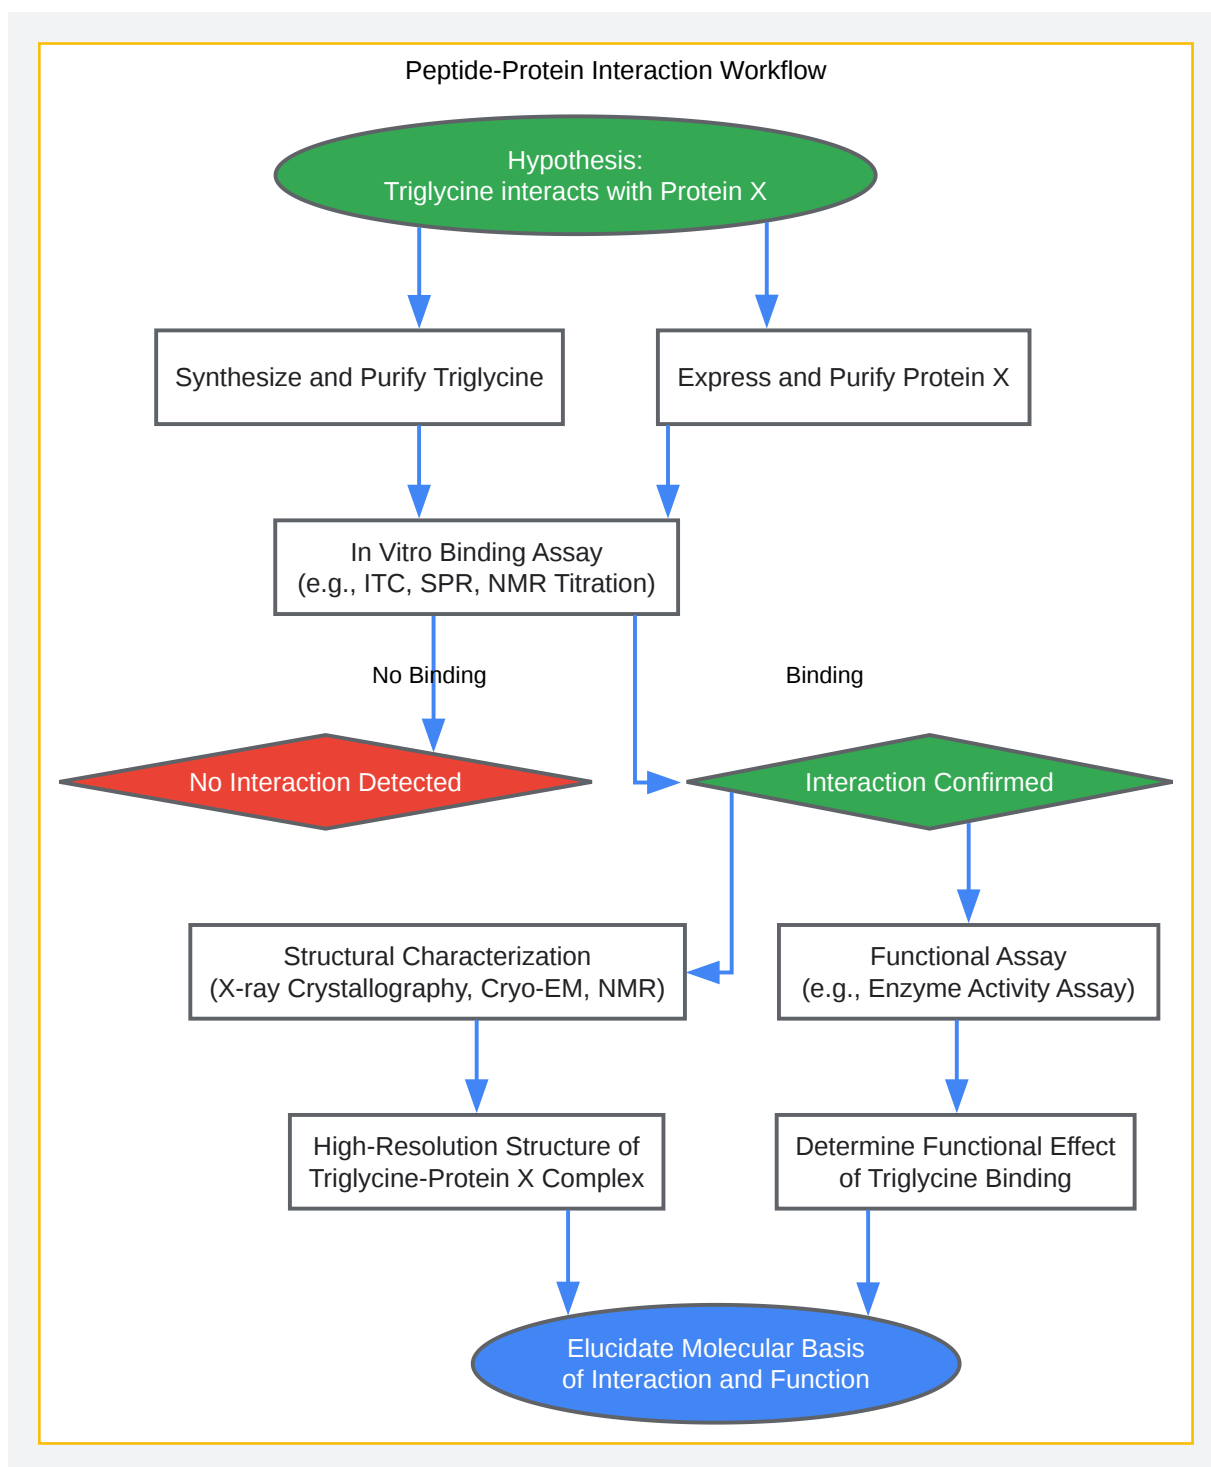 Peptide-Protein Interaction Workflow
Hypothesis:
Triglycine interacts with Protein X
Synthesize and Purify Triglycine
Express and Purify Protein X
In Vitro Binding Assay
(e.g., ITC, SPR, NMR Titration)
No Binding
Binding
No Interaction Detected
Interaction Confirmed
Structural Characterization
(X-ray Crystallography, Cryo-EM, NMR)
Functional Assay
(e.g., Enzyme Activity Assay)
High-Resolution Structure of
Triglycine-Protein X Complex
Determine Functional Effect
of Triglycine Binding
Elucidate Molecular Basis
of Interaction and Function